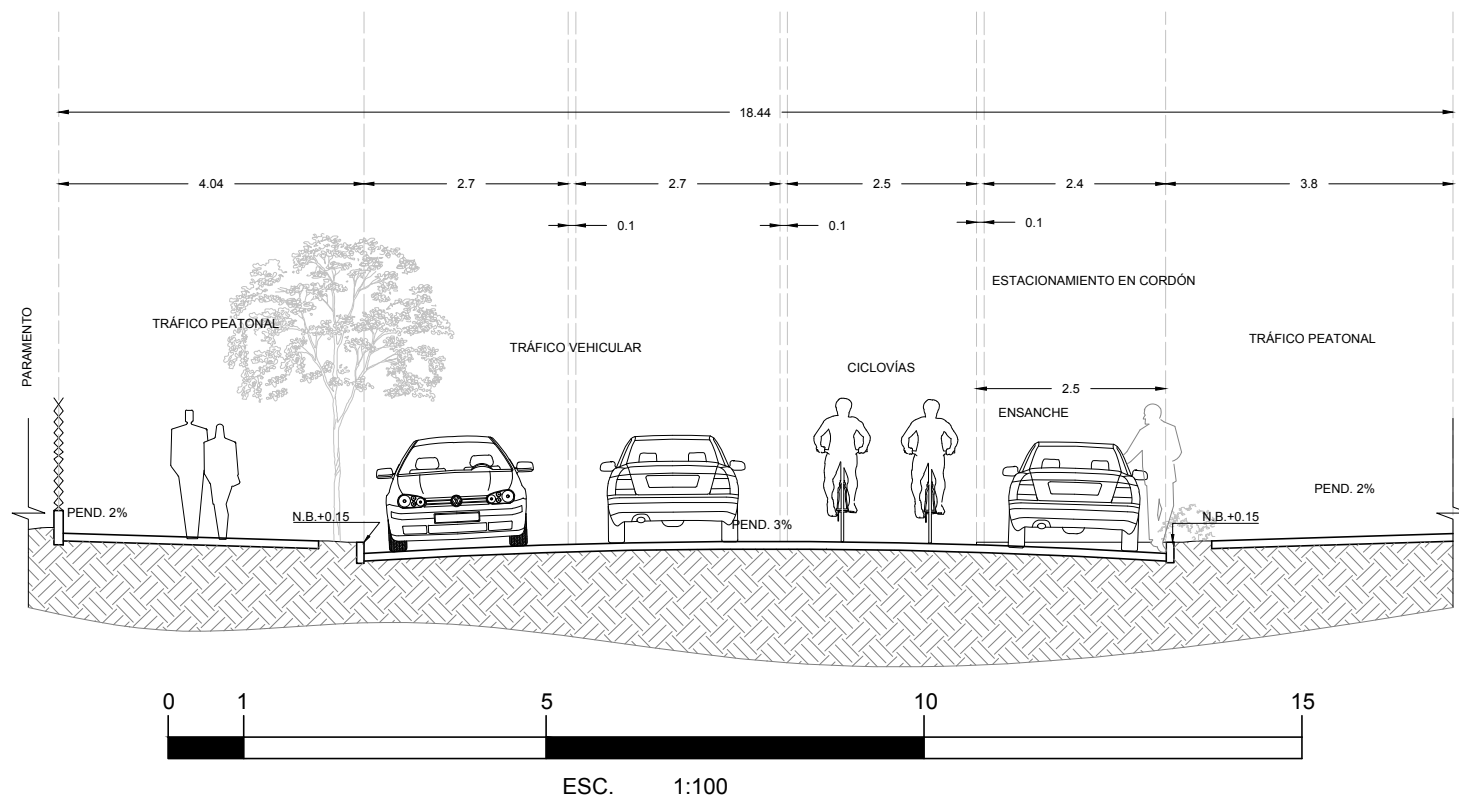 18.44
4.04
2.7
2.7
2.5
2.4
3.8
0.1
0.1
0.1
ESTACIONAMIENTO EN CORDÓN
PARAMENTO
TRÁFICO PEATONAL
TRÁFICO VEHICULAR
TRÁFICO PEATONAL
CICLOVÍAS
2.5
ENSANCHE
PEND. 2%
N.B.+0.15
PEND. 3%
PEND. 2%
N.B.+0.15
0
1
5
10
15
ESC. 1:100